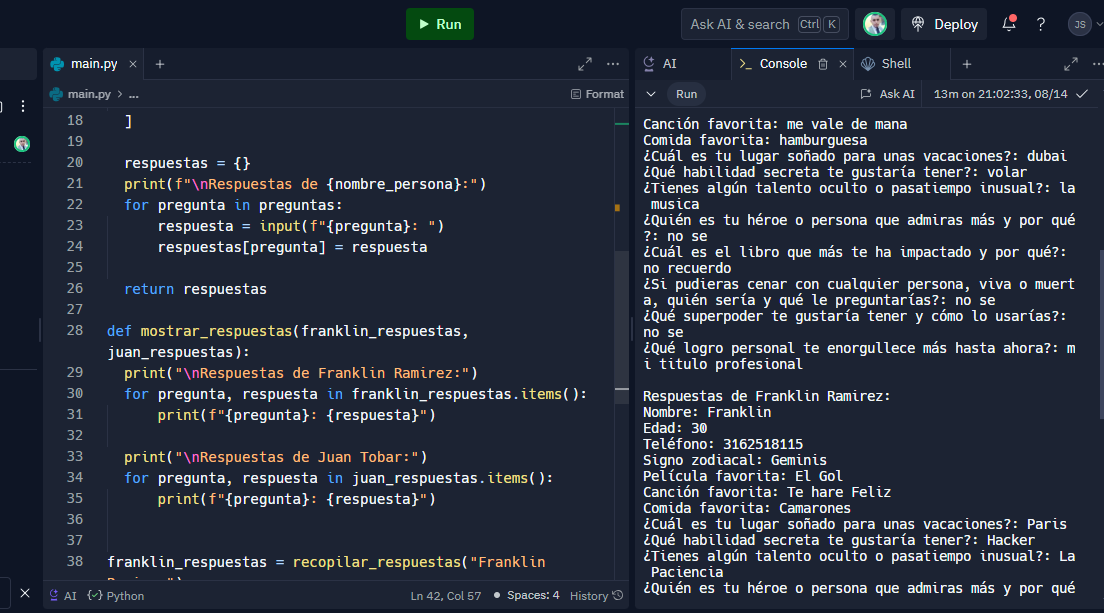 Run
Ask AI & search Ctrl K
Deploy
JS
main.py
AI
Console
Shell
main.py > ...
Format
Run
Ask AI
13m on 21:02:33, 08/14
18 ]
19
20 respuestas = {}
21 print(f"\nRespuestas de {nombre_persona}:")
22 for pregunta in preguntas:
23 respuesta = input(f"{pregunta}: ")
24 respuestas[pregunta] = respuesta
25
26 return respuestas
27
28 def mostrar_respuestas(franklin_respuestas,
juan_respuestas):
29 print("\nRespuestas de Franklin Ramirez:")
30 for pregunta, respuesta in franklin_respuestas.items():
31 print(f"{pregunta}: {respuesta}")
32
33 print("\nRespuestas de Juan Tobar:")
34 for pregunta, respuesta in juan_respuestas.items():
35 print(f"{pregunta}: {respuesta}")
36
37
38 franklin_respuestas = recopilar_respuestas("Franklin
AI
Python
Ln 42, Col 57
Spaces: 4
History
Canción favorita: me vale de mana
Comida favorita: hamburguesa
¿Cuál es tu lugar soñado para unas vacaciones?: dubai
¿Qué habilidad secreta te gustaría tener?: volar
¿Tienes algún talento oculto o pasatiempo inusual?: la
musica
¿Quién es tu héroe o persona que admiras más y por qué
?: no se
¿Cuál es el libro que más te ha impactado y por qué?:
no recuerdo
¿Si pudieras cenar con cualquier persona, viva o muert
a, quién sería y qué le preguntarías?: no se
¿Qué superpoder te gustaría tener y cómo lo usarías?:
no se
¿Qué logro personal te enorgullece más hasta ahora?: m
i titulo profesional
Respuestas de Franklin Ramirez:
Nombre: Franklin
Edad: 30
Teléfono: 3162518115
Signo zodiacal: Geminis
Película favorita: El Gol
Canción favorita: Te hare Feliz
Comida favorita: Camarones
¿Cuál es tu lugar soñado para unas vacaciones?: Paris
¿Qué habilidad secreta te gustaría tener?: Hacker
¿Tienes algún talento oculto o pasatiempo inusual?: La
Paciencia
¿Quién es tu héroe o persona que admiras más y por qué